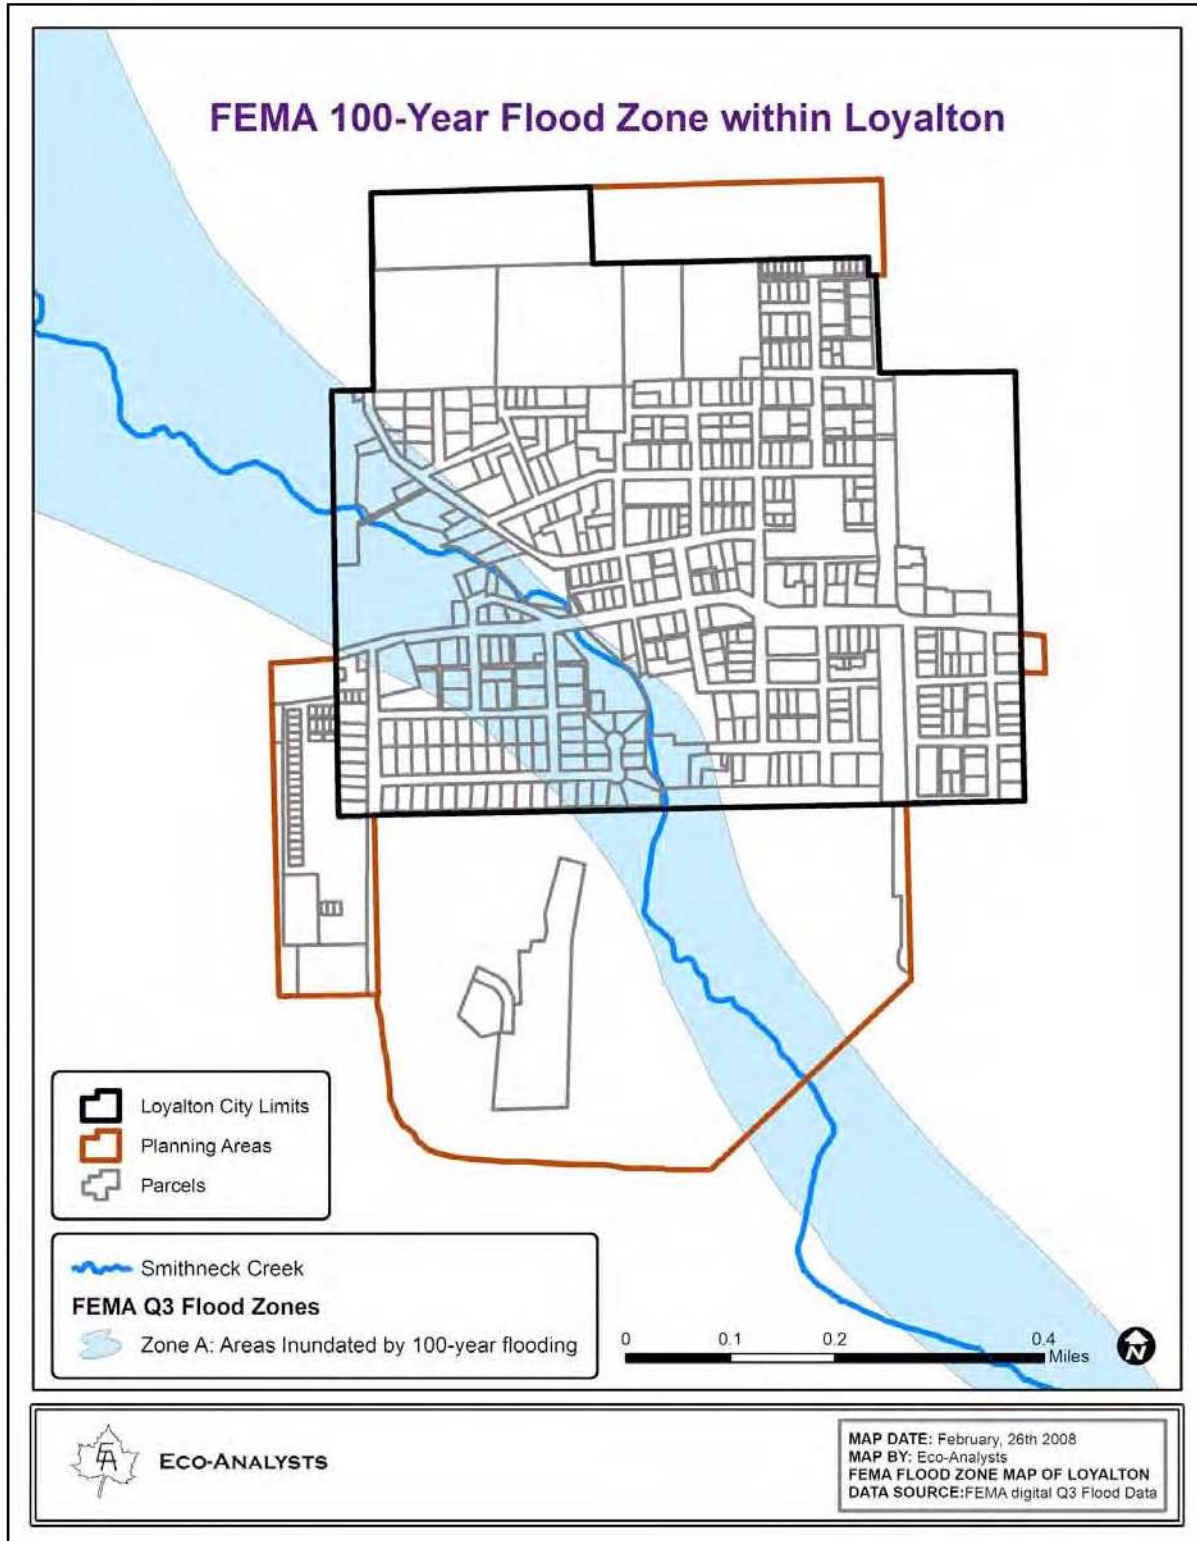 FEMA 100-Year Flood Zone within Loyalton
Loyalton City Limits
Planning Areas
Parcels
Smithneck Creek
FEMA Q3 Flood Zones
Zone A: Areas Inundated by 100-year flooding
0 0.1 0.2 0.4
Miles
N
EA
ECO-ANALYSTS
MAP DATE: February, 26th 2008
MAP BY: Eco-Analysts
FEMA FLOOD ZONE MAP OF LOYALTON
DATA SOURCE:FEMA digital Q3 Flood Data